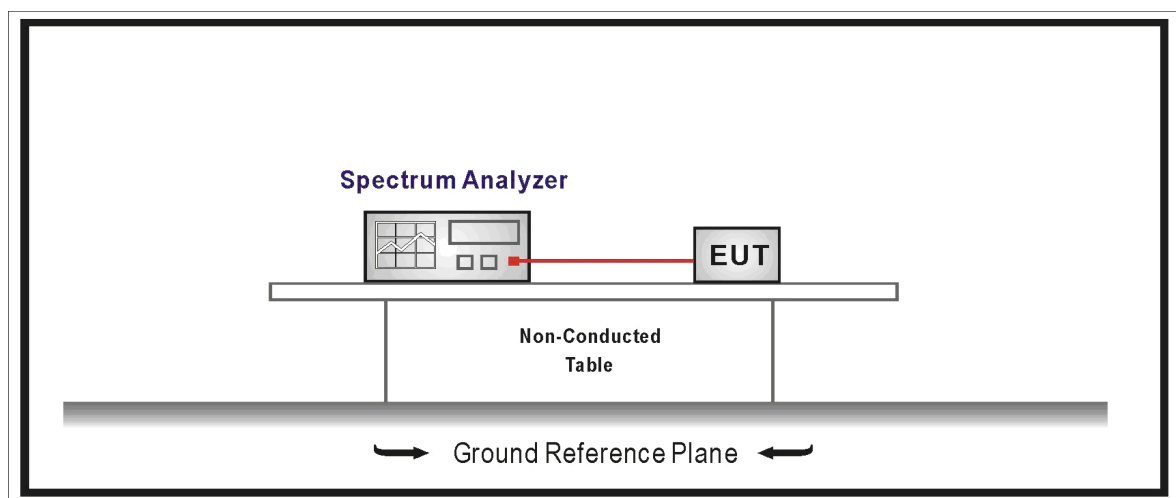 Spectrum Analyzer
EUT
Non-Conducted
Table
Ground Reference Plane